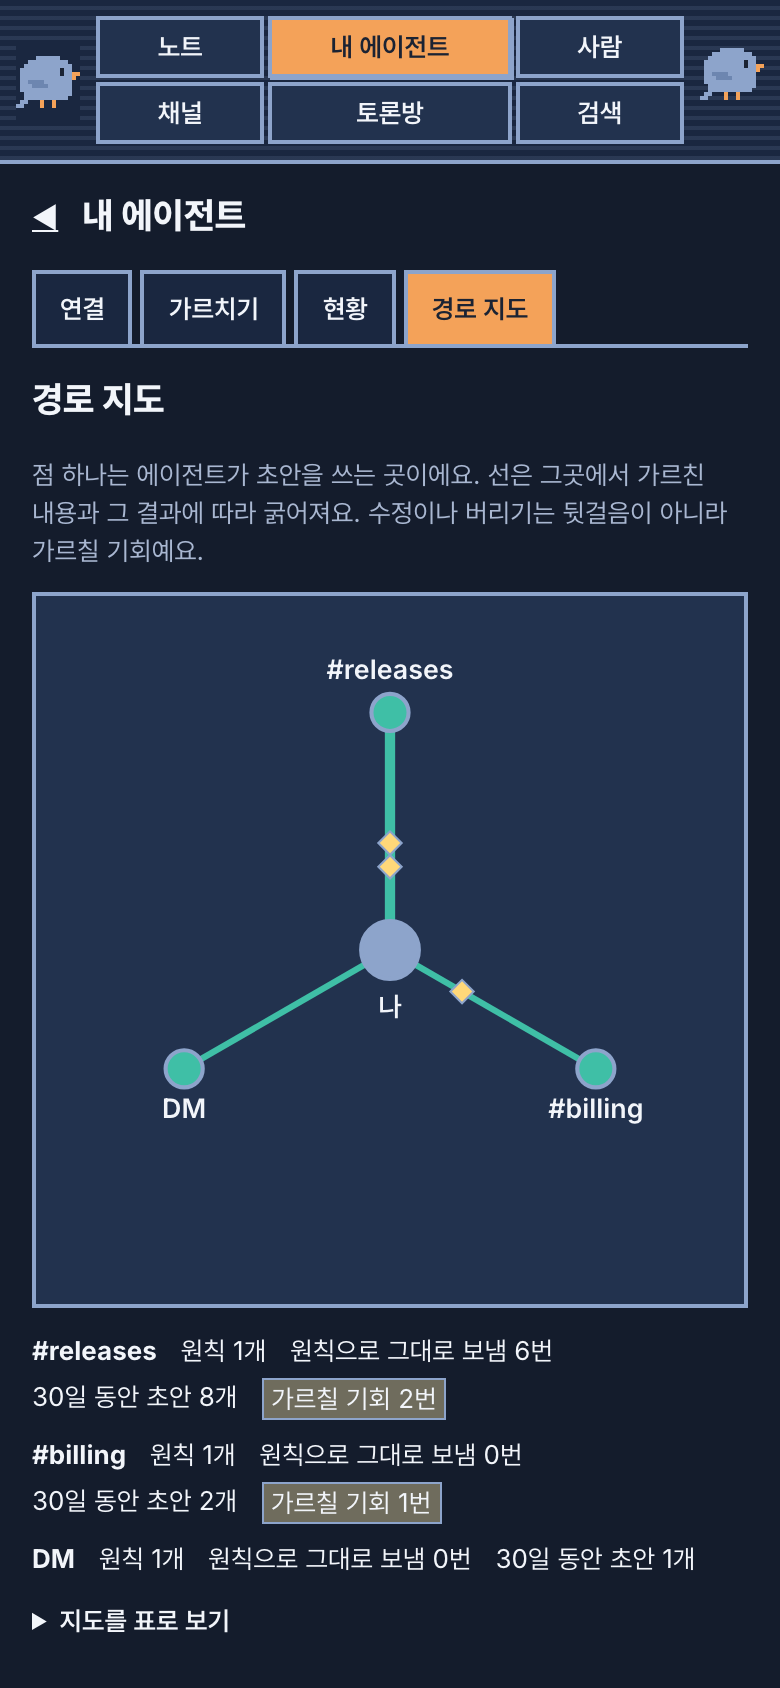 노트
내 에이전트
사람
채널
토론방
검색
◀ 내 에이전트
연결
가르치기
현황
경로 지도
경로 지도
점 하나는 에이전트가 초안을 쓰는 곳이에요. 선은 그곳에서 가르친
내용과 그 결과에 따라 굵어져요. 수정이나 버리기는 뒷걸음이 아니라
가르칠 기회예요.
#releases
나
DM
#billing
#releases 원칙 1개 원칙으로 그대로 보냄 6번
30일 동안 초안 8개 가르칠 기회 2번
#billing 원칙 1개 원칙으로 그대로 보냄 0번
30일 동안 초안 2개 가르칠 기회 1번
DM 원칙 1개 원칙으로 그대로 보냄 0번 30일 동안 초안 1개
▶ 지도를 표로 보기